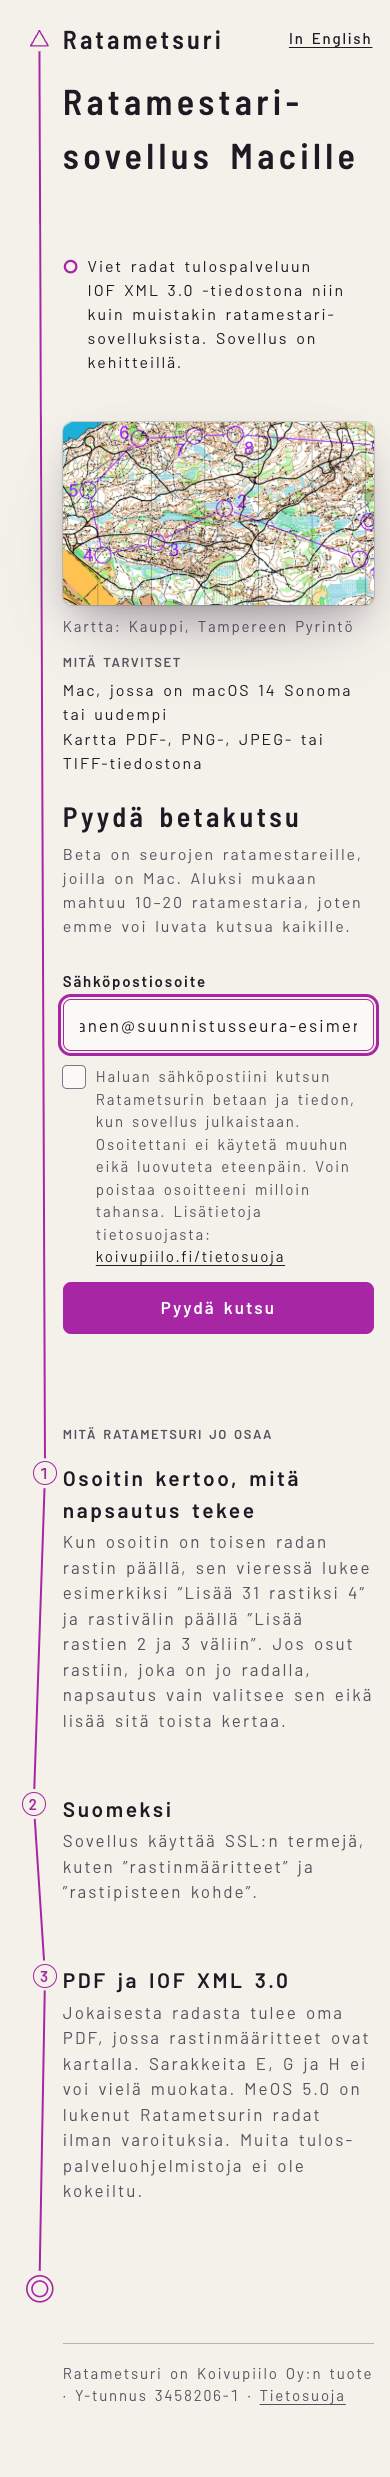 Ratametsuri
In English
Ratamestari-
sovellus Macille
Viet radat tulospalveluun
IOF XML 3.0 -tiedostona niin
kuin muistakin ratamestari-
sovelluksista. Sovellus on
kehitteillä.
6
7
8
5
2
4
3
Kartta: Kauppi, Tampereen Pyrintö
MITÄ TARVITSET
Mac, jossa on macOS 14 Sonoma
tai uudempi
Kartta PDF-, PNG-, JPEG- tai
TIFF-tiedostona
Pyydä betakutsu
Beta on seurojen ratamestareille,
joilla on Mac. Aluksi mukaan
mahtuu 10–20 ratamestaria, joten
emme voi luvata kutsua kaikille.
Sähköpostiosoite
anen@suunnistusseura-esimer
Haluan sähköpostiini kutsun
Ratametsurin betaan ja tiedon,
kun sovellus julkaistaan.
Osoitettani ei käytetä muuhun
eikä luovuteta eteenpäin. Voin
poistaa osoitteeni milloin
tahansa. Lisätietoja
tietosuojasta:
koivupiilo.fi/tietosuoja
Pyydä kutsu
MITÄ RATAMETSURI JO OSAA
1
Osoitin kertoo, mitä
napsautus tekee
Kun osoitin on toisen radan
rastin päällä, sen vieressä lukee
esimerkiksi ”Lisää 31 rastiksi 4”
ja rastivälin päällä ”Lisää
rastien 2 ja 3 väliin”. Jos osut
rastiin, joka on jo radalla,
napsautus vain valitsee sen eikä
lisää sitä toista kertaa.
2
Suomeksi
Sovellus käyttää SSL:n termejä,
kuten ”rastinmääritteet” ja
”rastipisteen kohde”.
3
PDF ja IOF XML 3.0
Jokaisesta radasta tulee oma
PDF, jossa rastinmääritteet ovat
kartalla. Sarakkeita E, G ja H ei
voi vielä muokata. MeOS 5.0 on
lukenut Ratametsurin radat
ilman varoituksia. Muita tulos-
palveluohjelmistoja ei ole
kokeiltu.
Ratametsuri on Koivupiilo Oy:n tuote
· Y-tunnus 3458206-1 · Tietosuoja